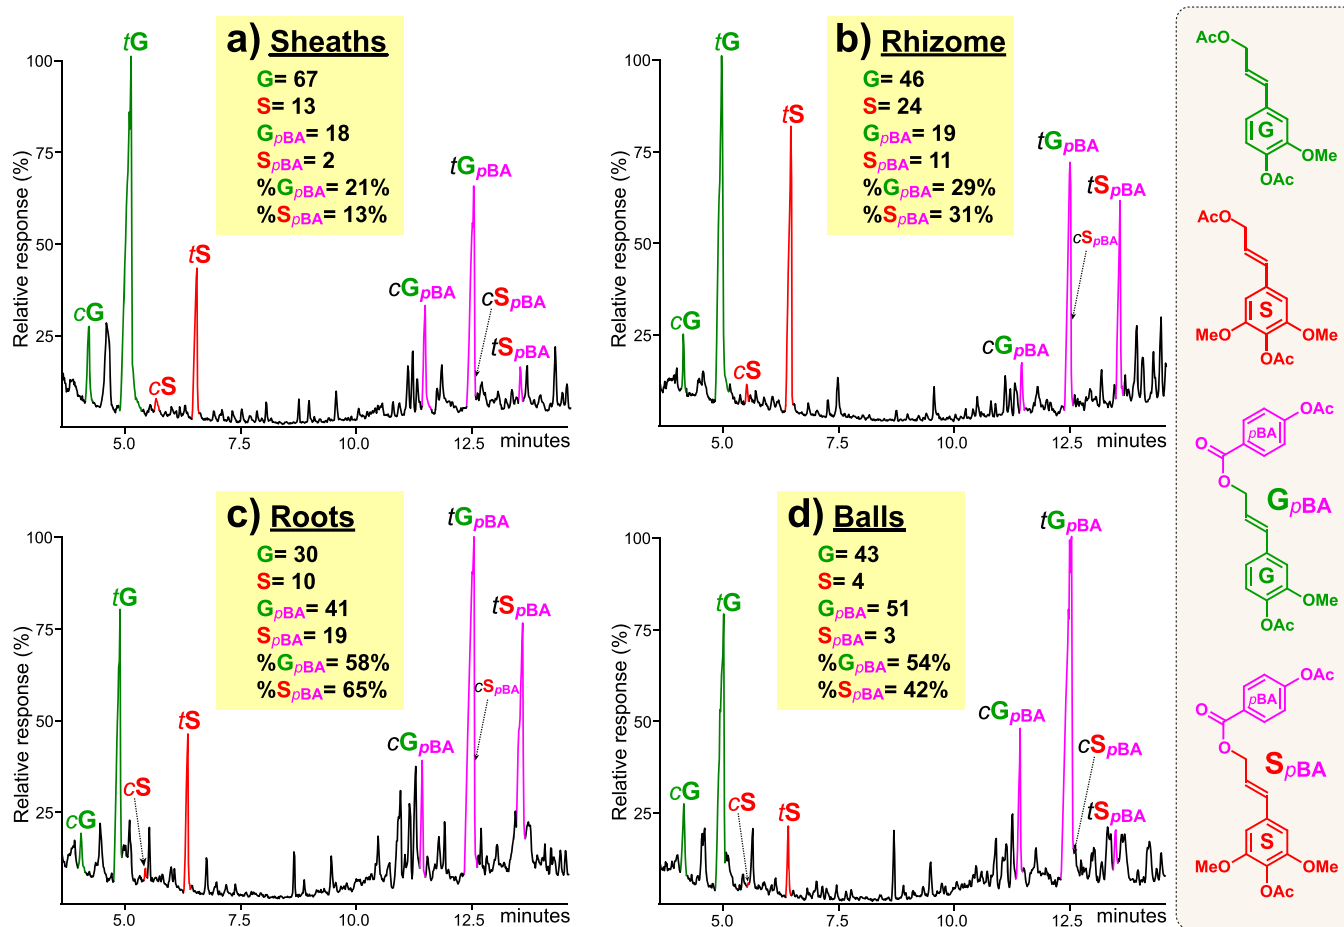 a) Sheaths
G= 67
S= 13
GpBA= 18
SpBA= 2
%GpBA= 21%
%SpBA= 13%
Relative response (%)
100
75
50
25
5.0
7.5
10.0
12.5
minutes
cG
tG
cS
tS
cGpBA
tGpBA
cSpBA
tSpBA
b) Rhizome
G= 46
S= 24
GpBA= 19
SpBA= 11
%GpBA= 29%
%SpBA= 31%
Relative response (%)
100
75
50
25
5.0
7.5
10.0
12.5
minutes
cG
tG
cS
tS
cGpBA
tGpBA
cSpBA
tSpBA
c) Roots
G= 30
S= 10
GpBA= 41
SpBA= 19
%GpBA= 58%
%SpBA= 65%
Relative response (%)
100
75
50
25
5.0
7.5
10.0
12.5
minutes
cG
tG
cS
tS
cGpBA
tGpBA
cSpBA
tSpBA
d) Balls
G= 43
S= 4
GpBA= 51
SpBA= 3
%GpBA= 54%
%SpBA= 42%
Relative response (%)
100
75
50
25
5.0
7.5
10.0
12.5
minutes
cG
tG
cS
tS
cGpBA
tGpBA
cSpBA
tSpBA
AcO
G
OMe
OAc
AcO
S
MeO
OMe
OAc
OAc
pBA
O
O
GpBA
G
OMe
OAc
OAc
pBA
O
O
SpBA
S
MeO
OMe
OAc